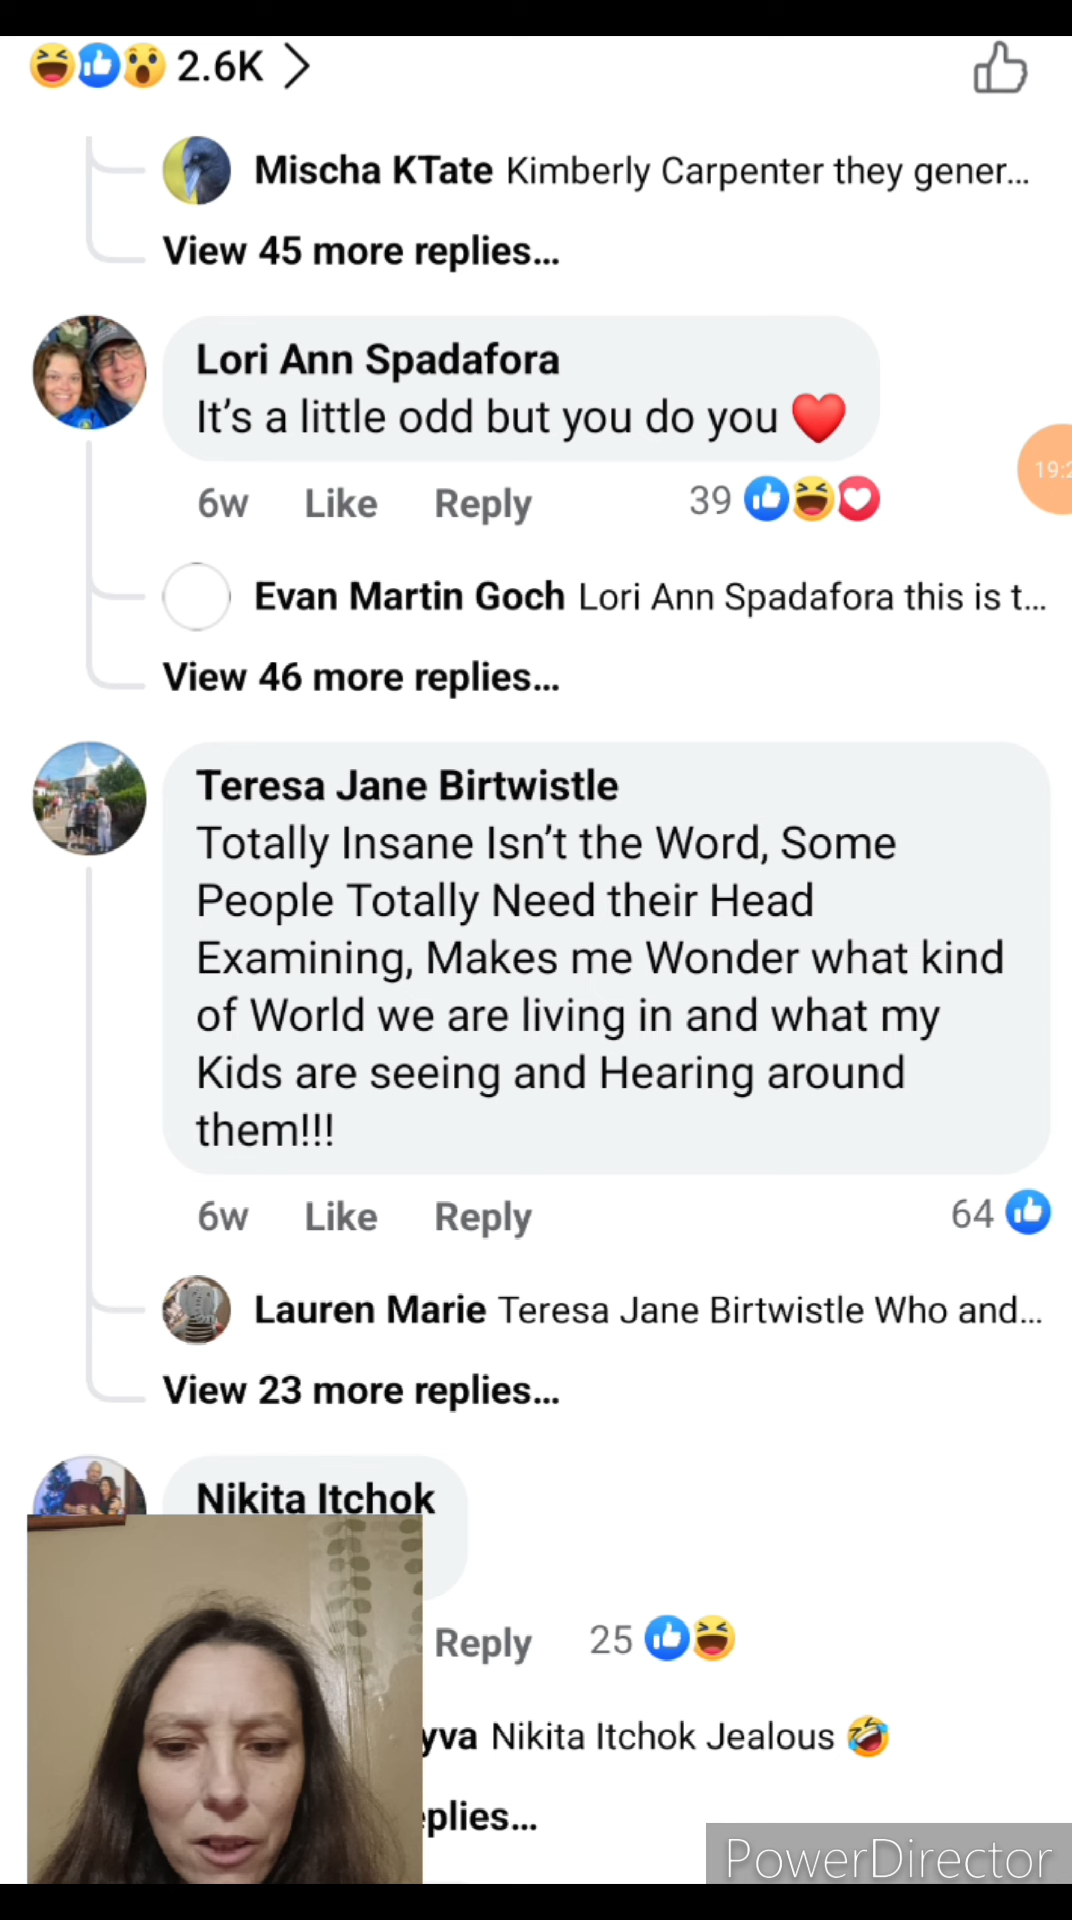 2.6K
Mischa KTate Kimberly Carpenter they gener...
View 45 more replies...
Lori Ann Spadafora
It's a little odd but you do you ❤️
19:2
6w Like Reply 39
Evan Martin Goch Lori Ann Spadafora this is t...
View 46 more replies...
Teresa Jane Birtwistle
Totally Insane Isn't the Word, Some
People Totally Need their Head
Examining, Makes me Wonder what kind
of World we are living in and what my
Kids are seeing and Hearing around
them!!!
6w Like Reply 64
Lauren Marie Teresa Jane Birtwistle Who and...
View 23 more replies...
Nikita Itchok
Reply 25
yva Nikita Itchok Jealous 🤣
eplies...
PowerDirector